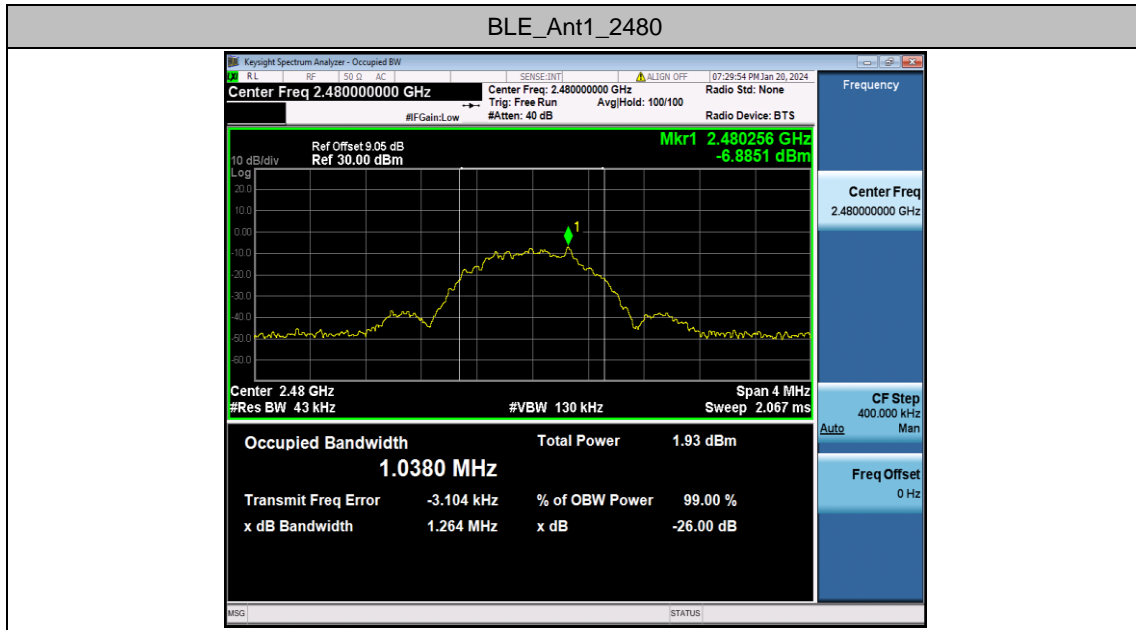 BLE_Ant1_2480
Keysight Spectrum Analyzer - Occupied BW
RL RF 50 Ω AC SENSE:INT ALIGN OFF 07:29:54 PM Jan 20, 2024
Center Freq 2.480000000 GHz
Center Freq: 2.480000000 GHz Radio Std: None
Trig: Free Run Avg|Hold: 100/100
#IFGain:Low #Atten: 40 dB Radio Device: BTS
Frequency
Mkr1 2.480256 GHz
-6.8851 dBm
Ref Offset 9.05 dB
10 dB/div Ref 30.00 dBm
Log
20.0
10.0
0.00
-10.0
-20.0
-30.0
-40.0
-50.0
-60.0
1
Center 2.48 GHz Span 4 MHz
#Res BW 43 kHz #VBW 130 kHz Sweep 2.067 ms
Center Freq
2.480000000 GHz
CF Step
400.000 kHz
Auto Man
Freq Offset
0 Hz
Occupied Bandwidth Total Power 1.93 dBm
1.0380 MHz
Transmit Freq Error -3.104 kHz % of OBW Power 99.00 %
x dB Bandwidth 1.264 MHz x dB -26.00 dB
MSG STATUS